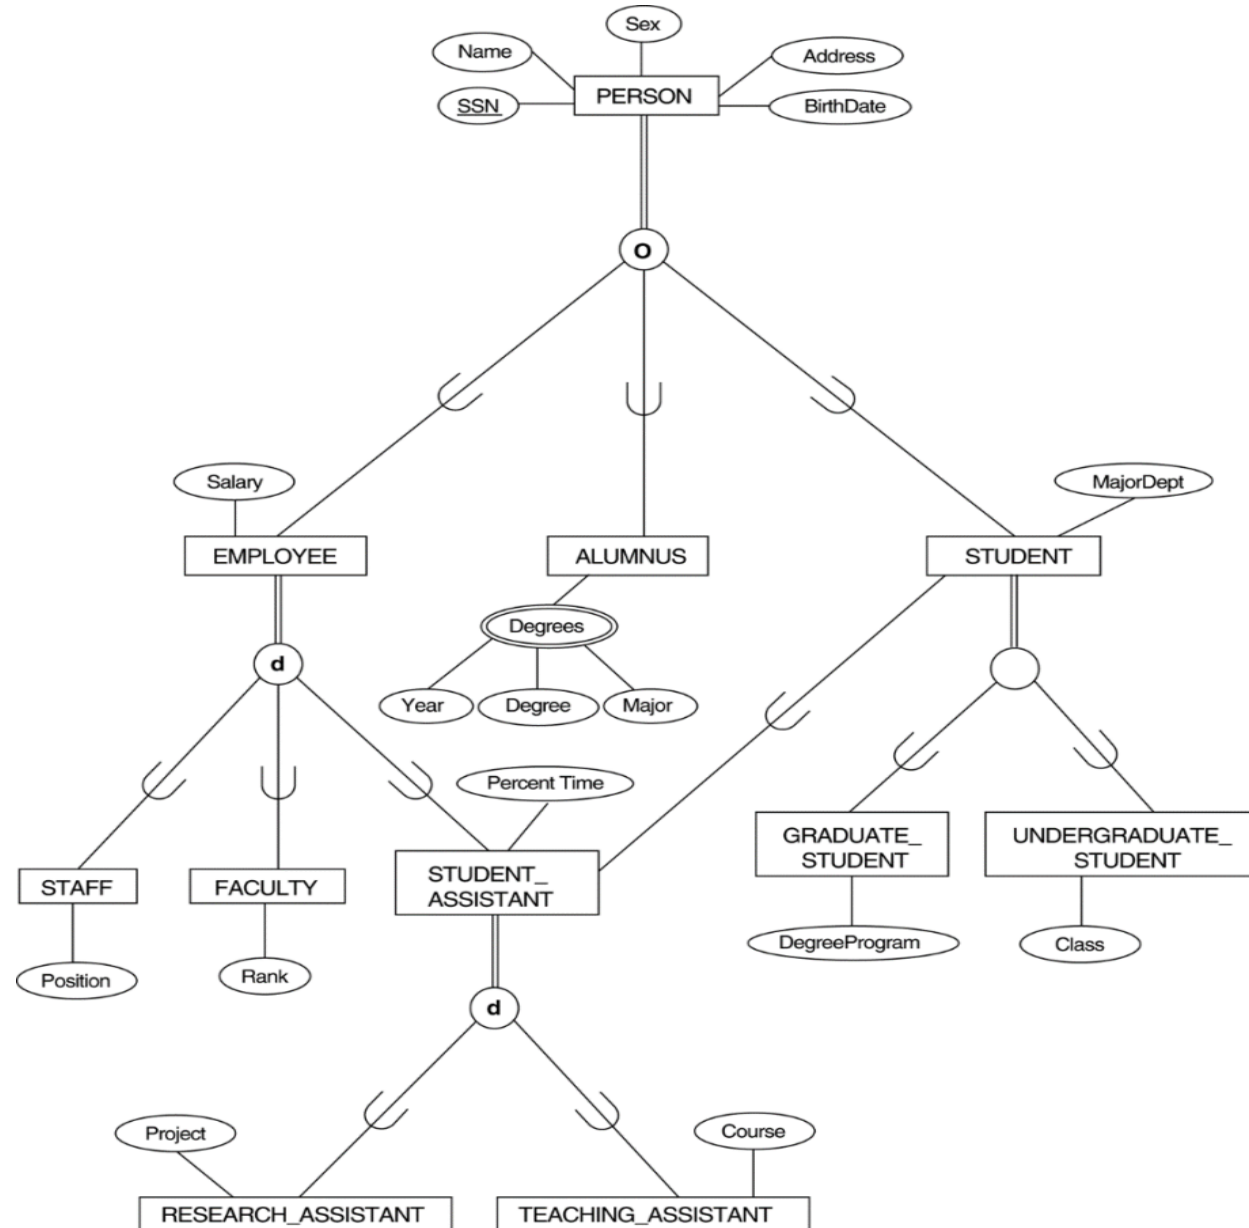 Sex
Name
Address
PERSON
SSN
BirthDate
O
Salary
MajorDept
EMPLOYEE
ALUMNUS
STUDENT
Degrees
d
Year
Degree
Major
Percent Time
GRADUATE_
STUDENT
UNDERGRADUATE_
STUDENT
STAFF
FACULTY
STUDENT_
ASSISTANT
DegreeProgram
Class
Position
Rank
d
Project
Course
RESEARCH_ASSISTANT
TEACHING_ASSISTANT